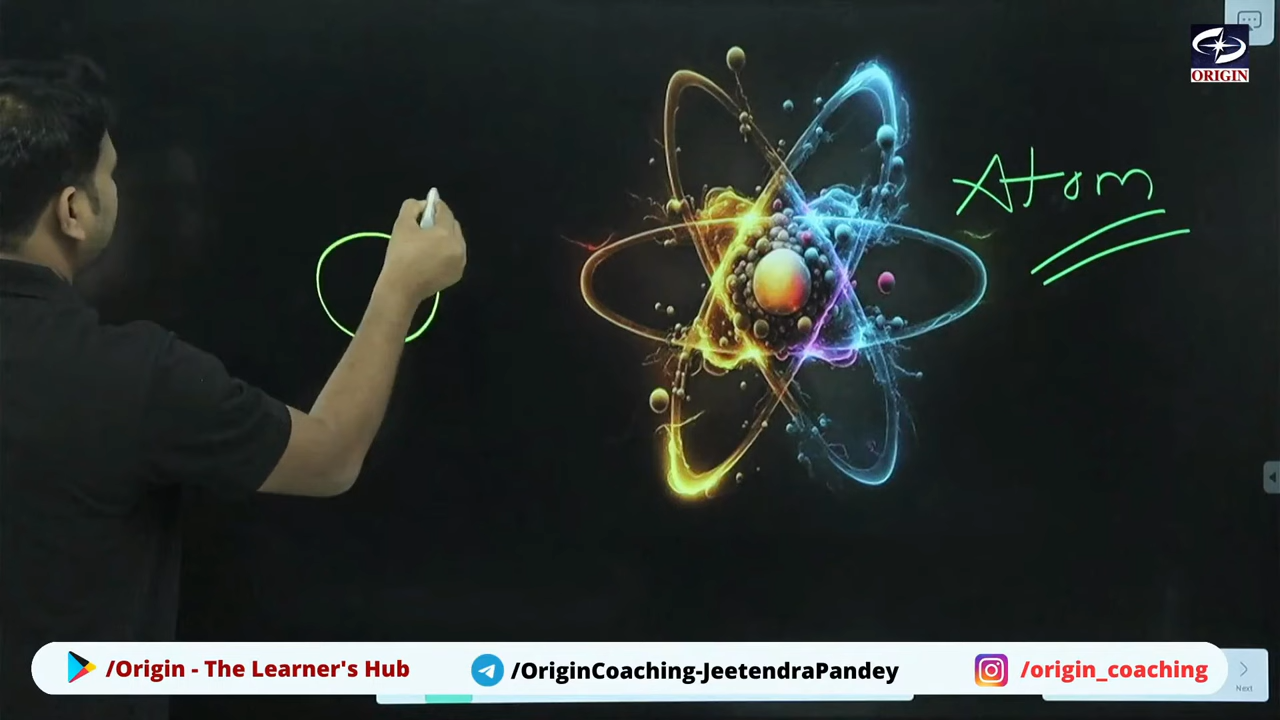 ORIGIN
Atom
/Origin - The Learner's Hub
/OriginCoaching-JeetendraPandey
/origin_coaching
Next